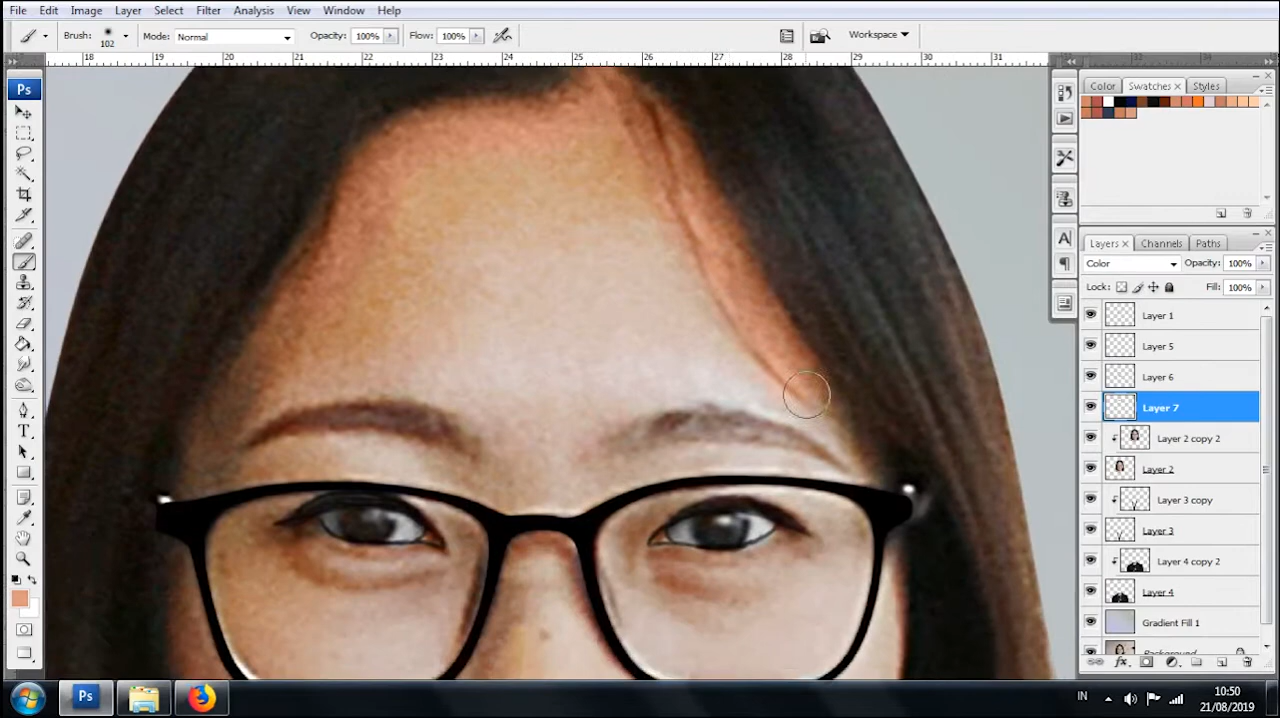 File Edit Image Layer Select Filter Analysis View Window Help
Brush: 102 Mode: Normal Opacity: 100% Flow: 100% Workspace
18 19 20 21 22 23 24 25 26 27 28 29 30 31
Ps
Color Swatches × Styles
Layers × Channels Paths
Color Opacity: 100%
Lock: Fill: 100%
Layer 1
Layer 5
Layer 6
Layer 7
Layer 2 copy 2
Layer 2
Layer 3 copy
Layer 3
Layer 4 copy 2
Layer 4
Gradient Fill 1
Background
Ps IN 10:50
21/08/2019